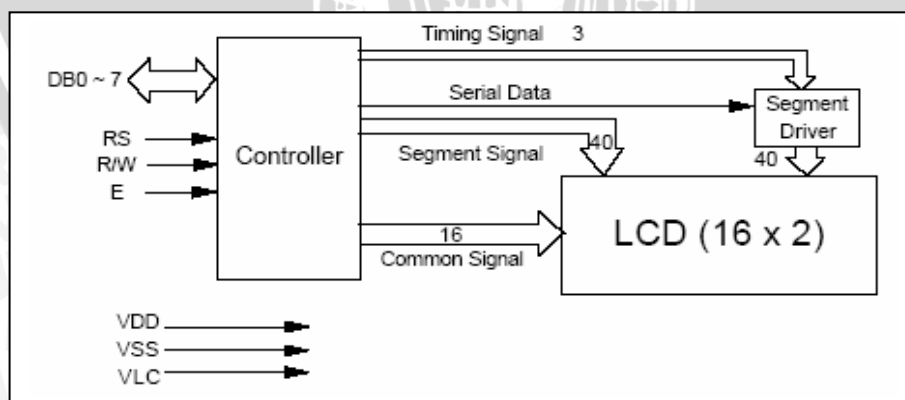 Timing Signal 3
DB0 ~ 7
Serial Data
Segment
Driver
RS
R/W
E
Controller
Segment Signal
40
40
LCD (16 x 2)
16
Common Signal
VDD
VSS
VLC